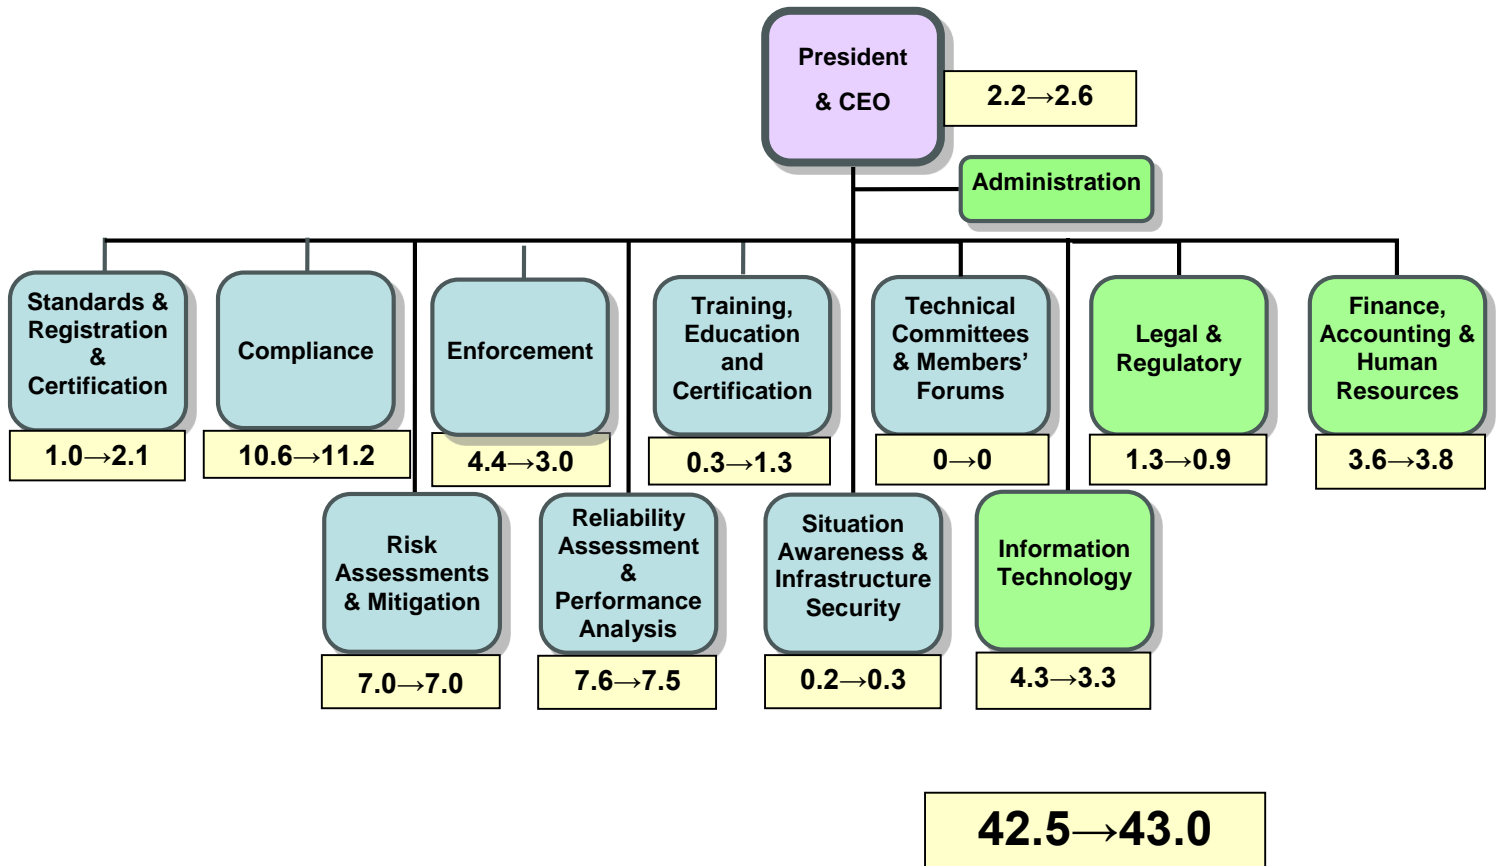 President
& CEO
2.2→2.6
Administration
Standards &
Registration
&
Certification
1.0→2.1
Compliance
10.6→11.2
Enforcement
4.4→3.0
Training,
Education
and
Certification
0.3→1.3
Technical
Committees
& Members’
Forums
0→0
Legal &
Regulatory
1.3→0.9
Finance,
Accounting &
Human
Resources
3.6→3.8
Risk
Assessments
& Mitigation
7.0→7.0
Reliability
Assessment
&
Performance
Analysis
7.6→7.5
Situation
Awareness &
Infrastructure
Security
0.2→0.3
Information
Technology
4.3→3.3
42.5→43.0